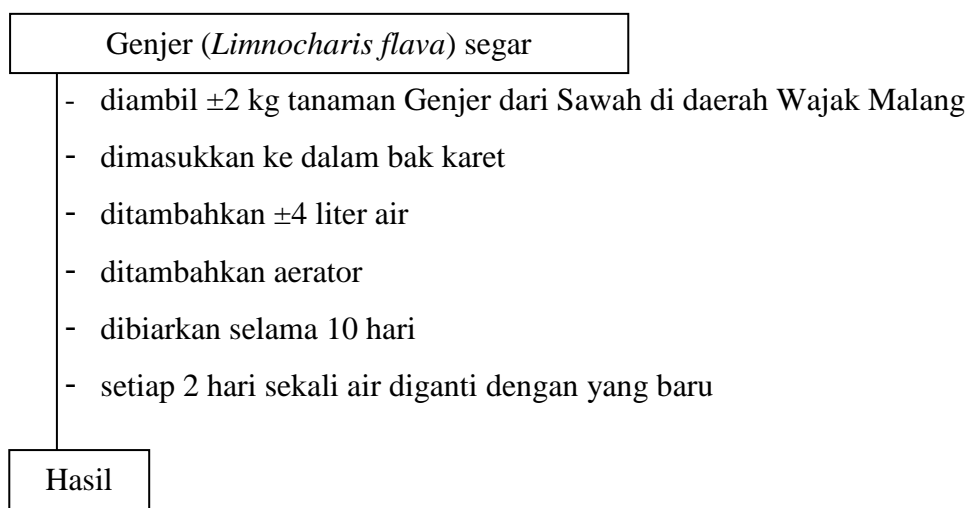 Genjer (Limnocharis flava) segar
- diambil ±2 kg tanaman Genjer dari Sawah di daerah Wajak Malang
- dimasukkan ke dalam bak karet
- ditambahkan ±4 liter air
- ditambahkan aerator
- dibiarkan selama 10 hari
- setiap 2 hari sekali air diganti dengan yang baru
Hasil